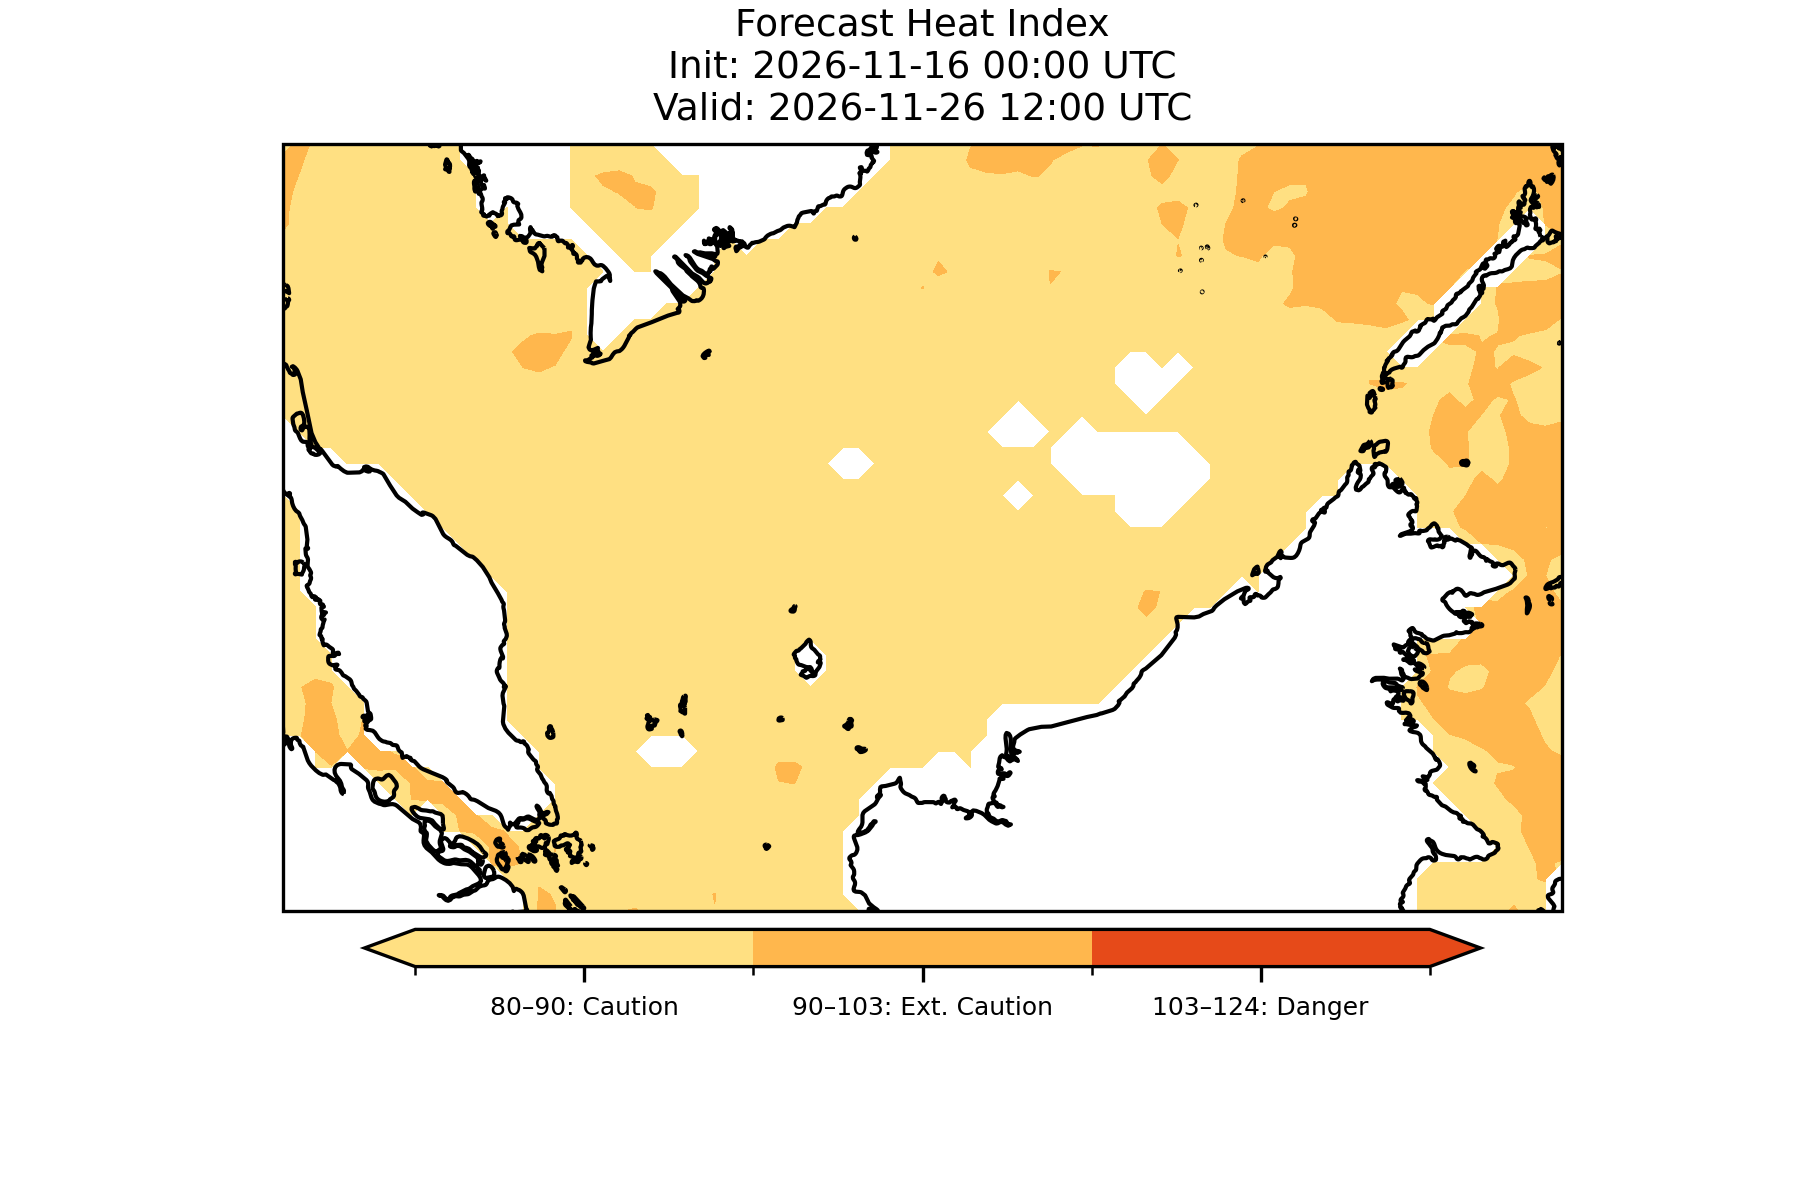 Forecast Heat Index
Init: 2026-11-16 00:00 UTC
Valid: 2026-11-26 12:00 UTC
80–90: Caution
90–103: Ext. Caution
103–124: Danger